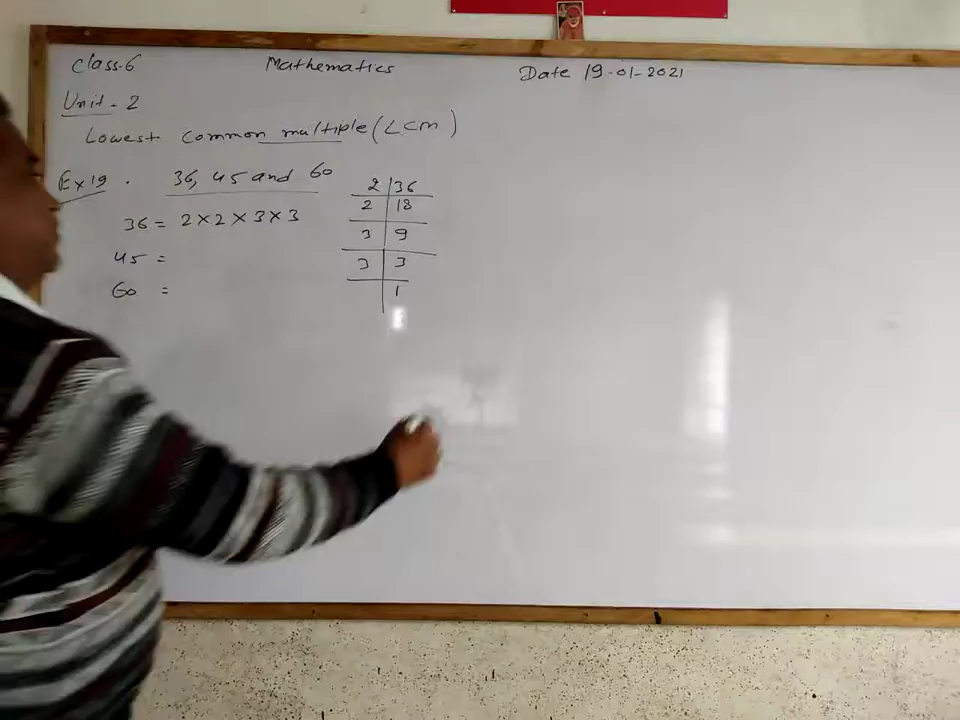 Class-6 Mathematics Date 19-01-2021
Unit-2
Lowest common multiple (LCM)
Ex 19. 36, 45 and 60
36 = 2 × 2 × 3 × 3
45 =
60 =
2 | 36
2 | 18
3 | 9
3 | 3
| 1